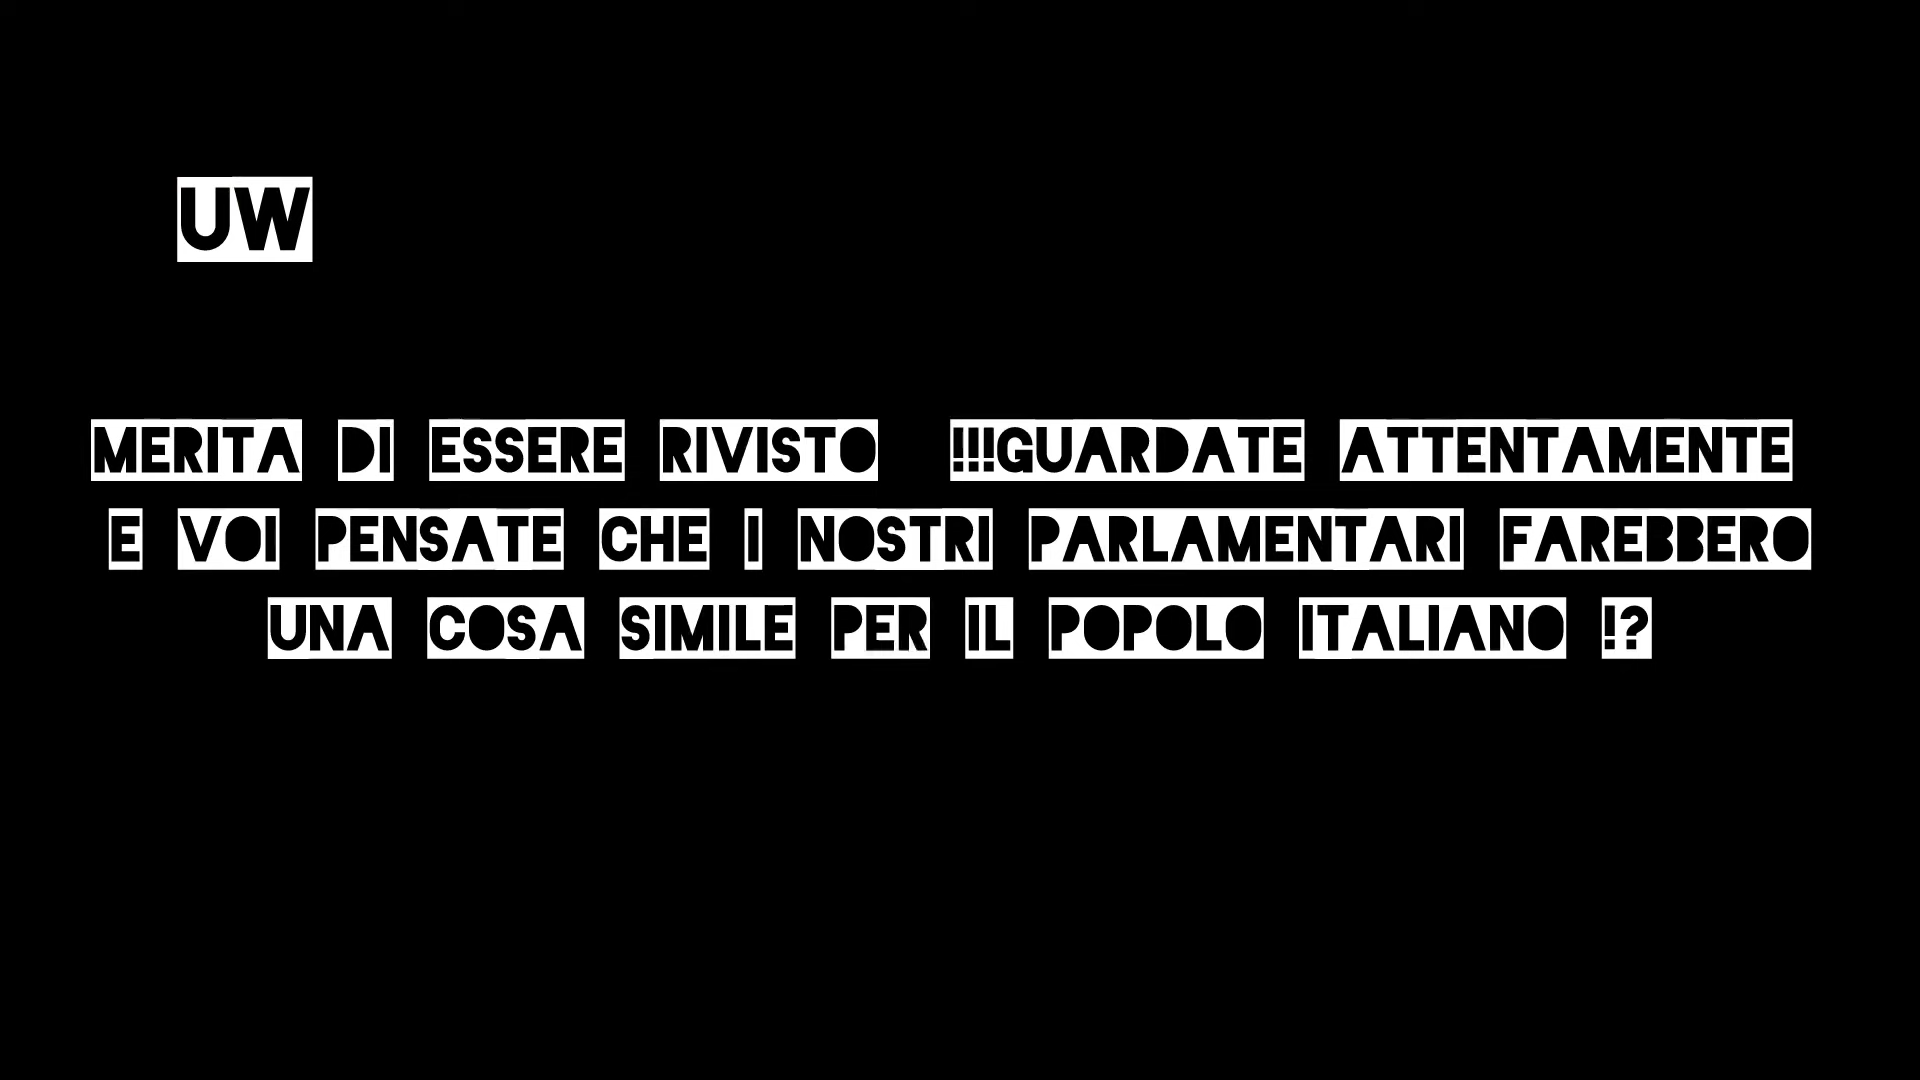 UW
MERITA DI ESSERE RIVISTO !!!GUARDATE ATTENTAMENTE
E VOI PENSATE CHE I NOSTRI PARLAMENTARI FAREBBERO
UNA COSA SIMILE PER IL POPOLO ITALIANO !?